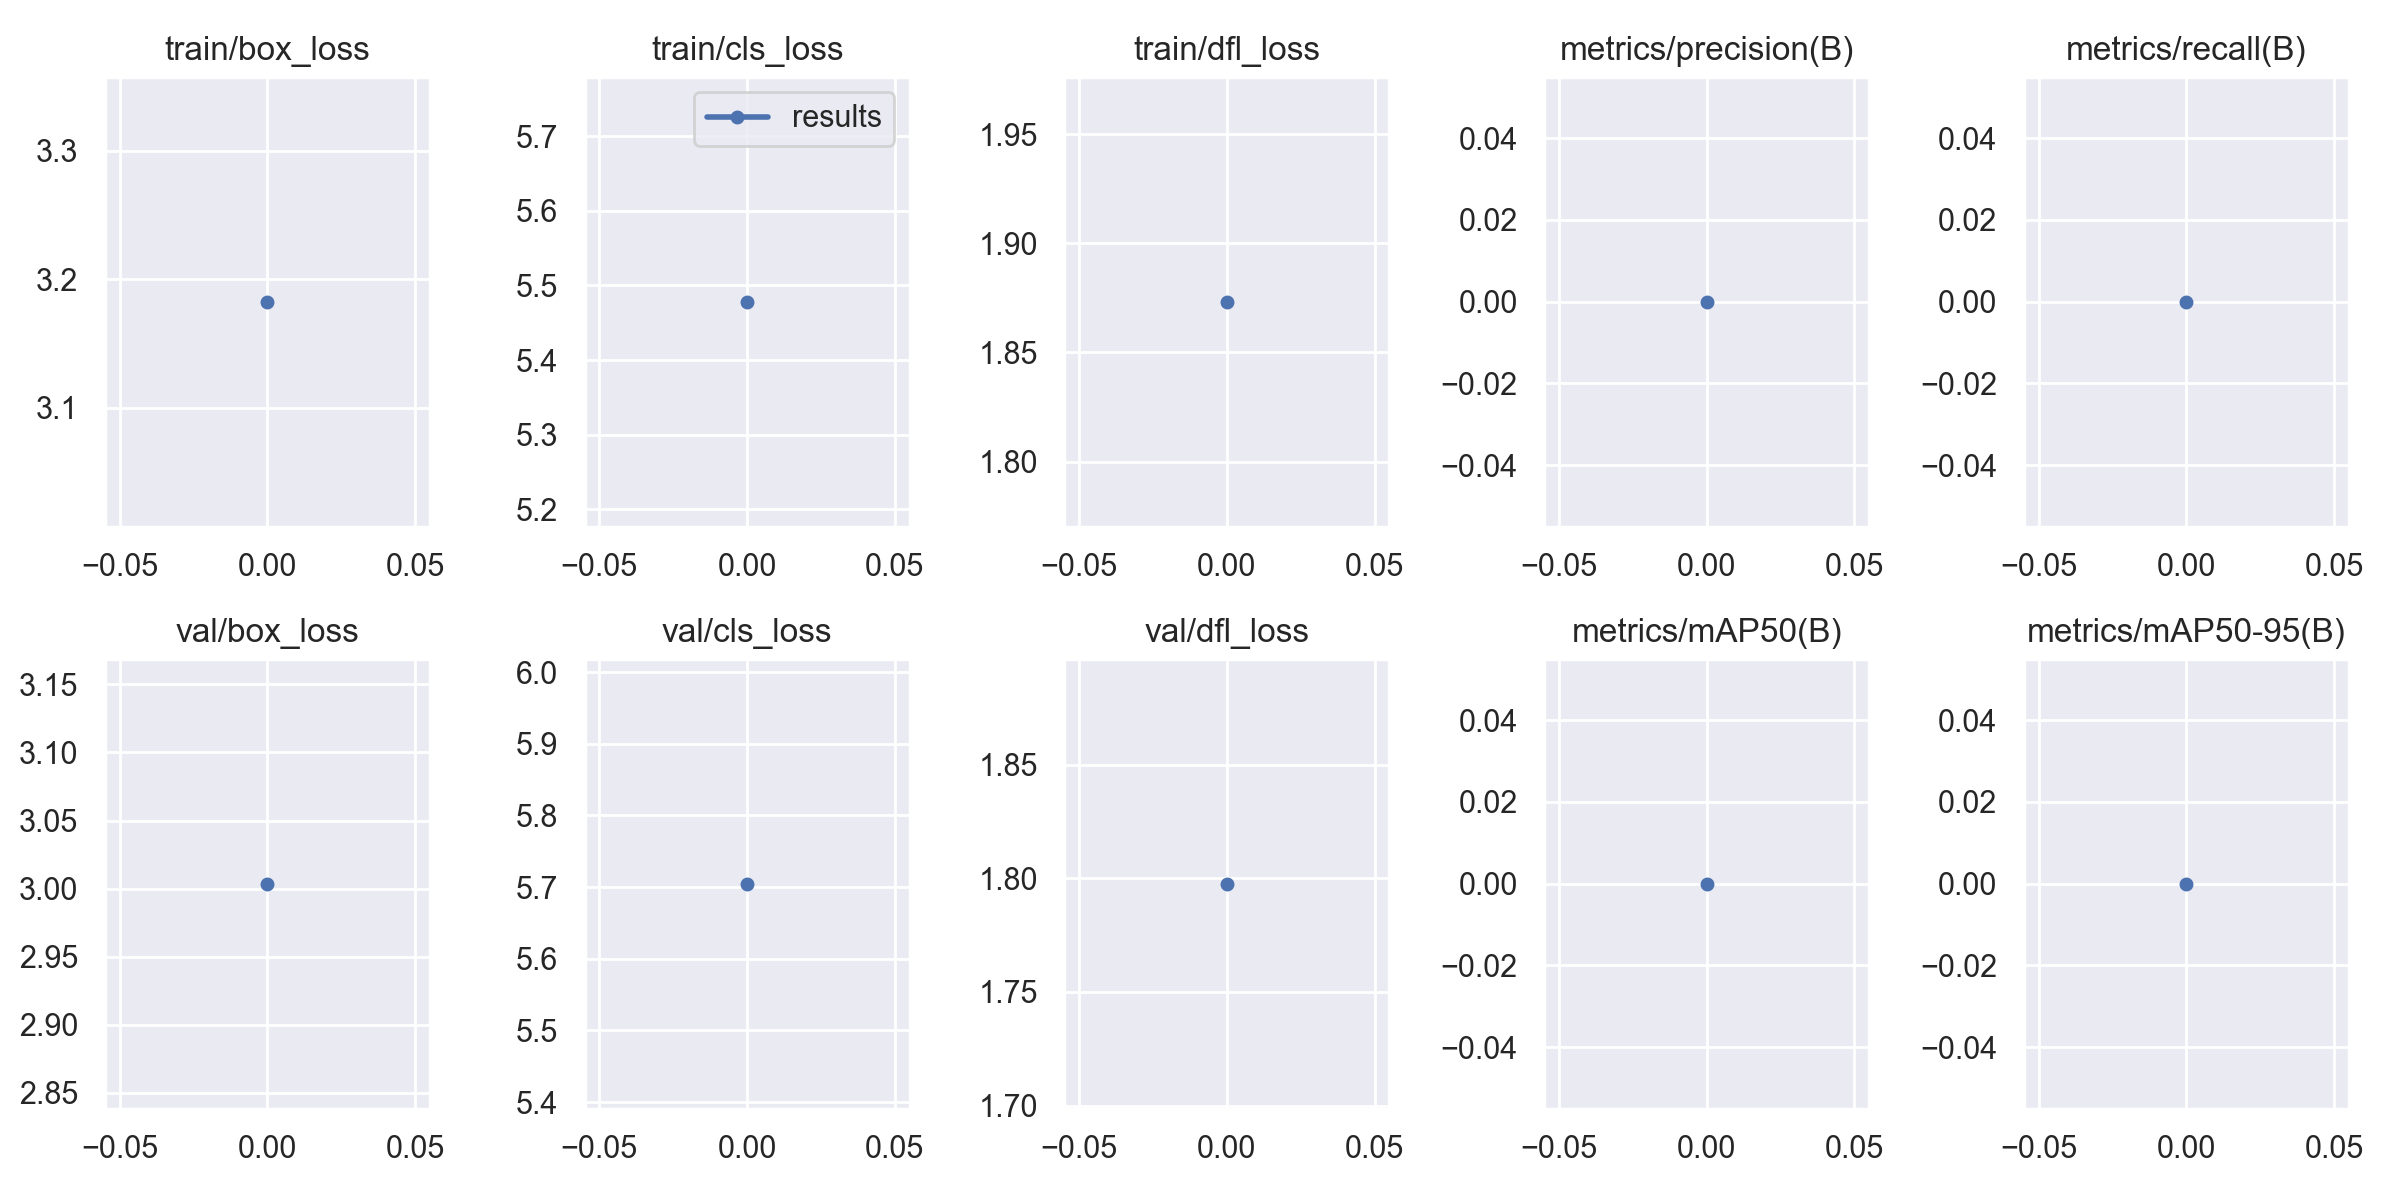 train/box_loss
3.3
3.2
3.1
−0.05 0.00 0.05
train/cls_loss
results
5.7
5.6
5.5
5.4
5.3
5.2
−0.05 0.00 0.05
train/dfl_loss
1.95
1.90
1.85
1.80
−0.05 0.00 0.05
metrics/precision(B)
0.04
0.02
0.00
−0.02
−0.04
−0.05 0.00 0.05
metrics/recall(B)
0.04
0.02
0.00
−0.02
−0.04
−0.05 0.00 0.05
val/box_loss
3.15
3.10
3.05
3.00
2.95
2.90
2.85
−0.05 0.00 0.05
val/cls_loss
6.0
5.9
5.8
5.7
5.6
5.5
5.4
−0.05 0.00 0.05
val/dfl_loss
1.85
1.80
1.75
1.70
−0.05 0.00 0.05
metrics/mAP50(B)
0.04
0.02
0.00
−0.02
−0.04
−0.05 0.00 0.05
metrics/mAP50-95(B)
0.04
0.02
0.00
−0.02
−0.04
−0.05 0.00 0.05